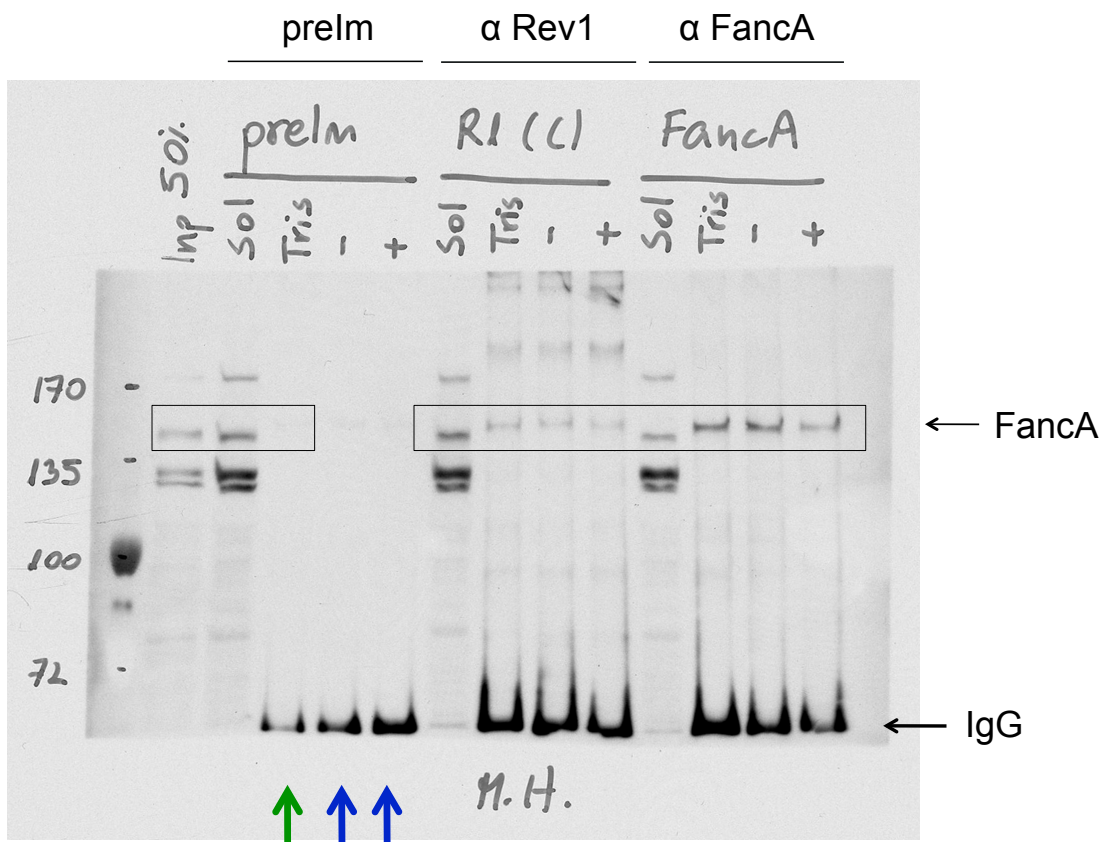 preIm α Rev1 α FancA
preIm R1 (C) FancA
Inp 50% Sol Tris - + Sol Tris - + Sol Tris - +
170
FancA
135
100
72
IgG
M.H.